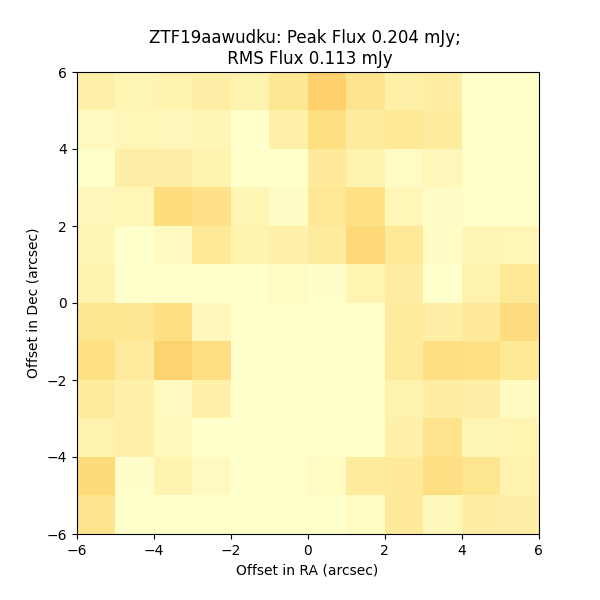 ZTF19aawudku: Peak Flux 0.204 mJy;
RMS Flux 0.113 mJy
6
4
2
0
−2
−4
−6
Offset in Dec (arcsec)
−6 −4 −2 0 2 4 6
Offset in RA (arcsec)